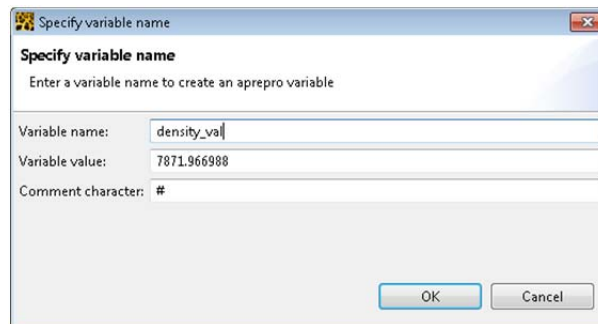 Specify variable name
Specify variable name
Enter a variable name to create an aprepro variable
Variable name: density_val
Variable value: 7871.966988
Comment character: #
OK Cancel